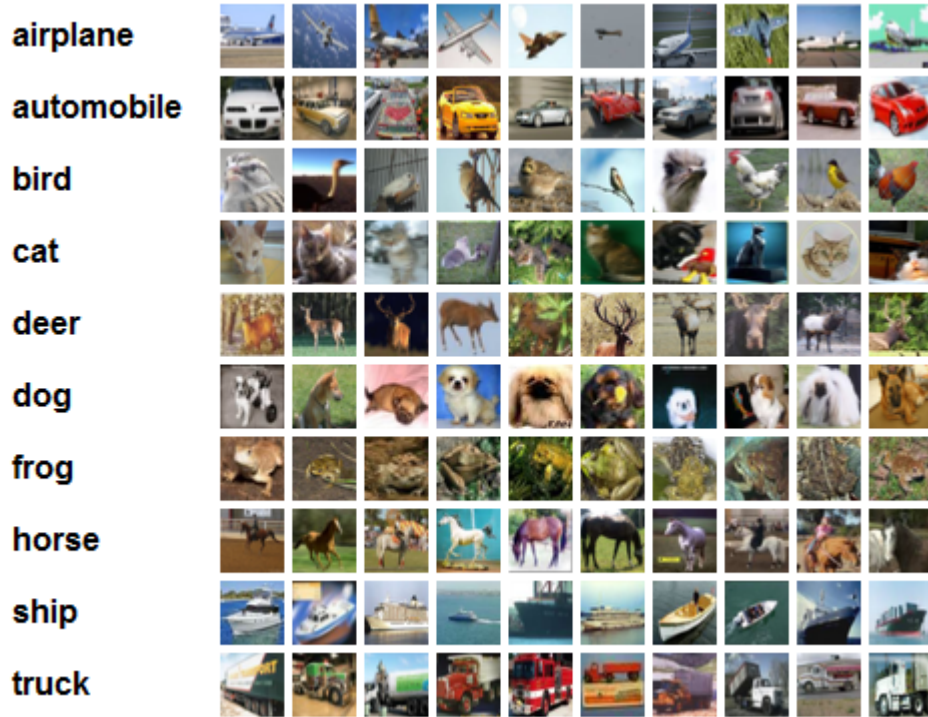 airplane
automobile
bird
cat
deer
dog
frog
horse
ship
truck